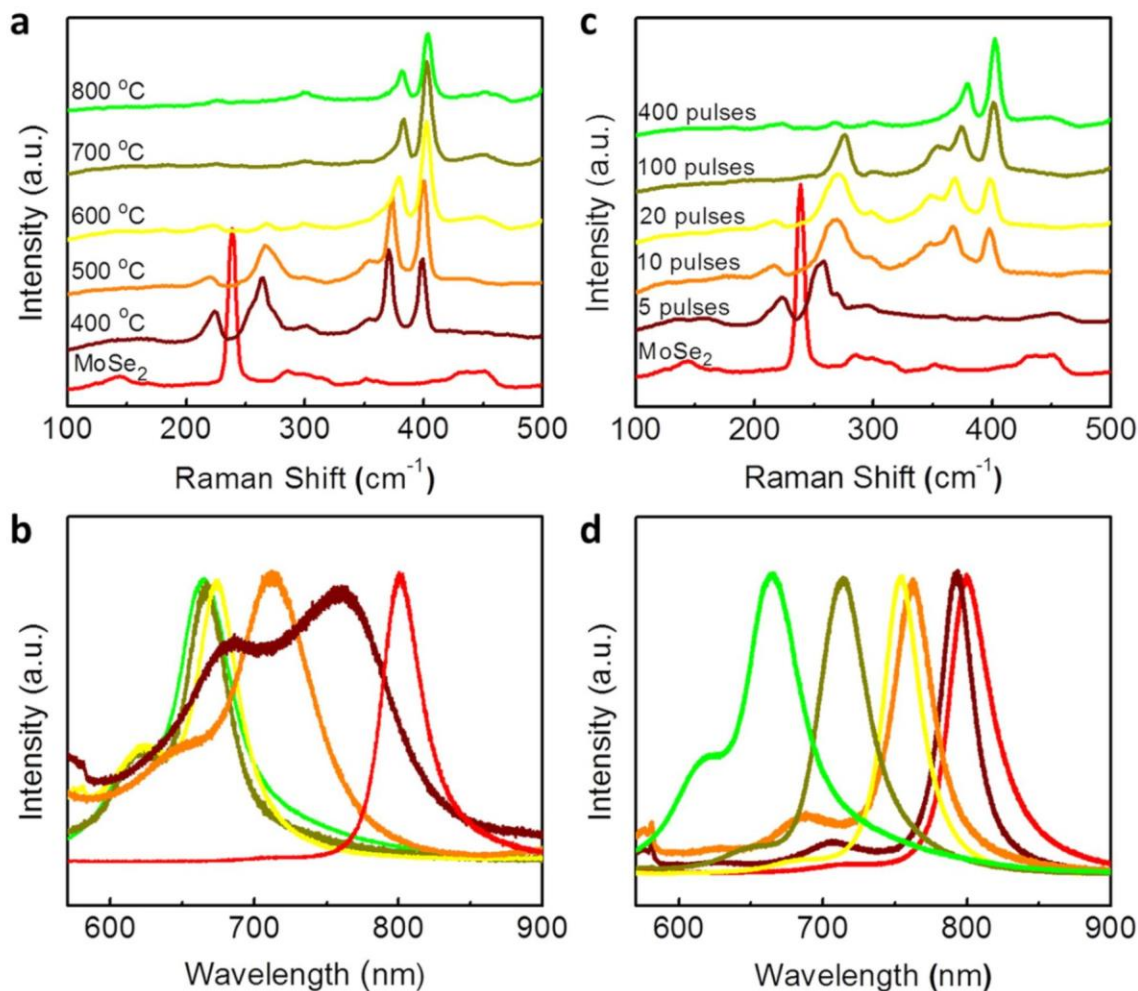 a
800 °C
700 °C
600 °C
500 °C
400 °C
MoSe₂
Intensity (a.u.)
100 200 300 400 500
Raman Shift (cm⁻¹)
c
400 pulses
100 pulses
20 pulses
10 pulses
5 pulses
MoSe₂
Intensity (a.u.)
100 200 300 400 500
Raman Shift (cm⁻¹)
b
Intensity (a.u.)
600 700 800 900
Wavelength (nm)
d
Intensity (a.u.)
600 700 800 900
Wavelength (nm)